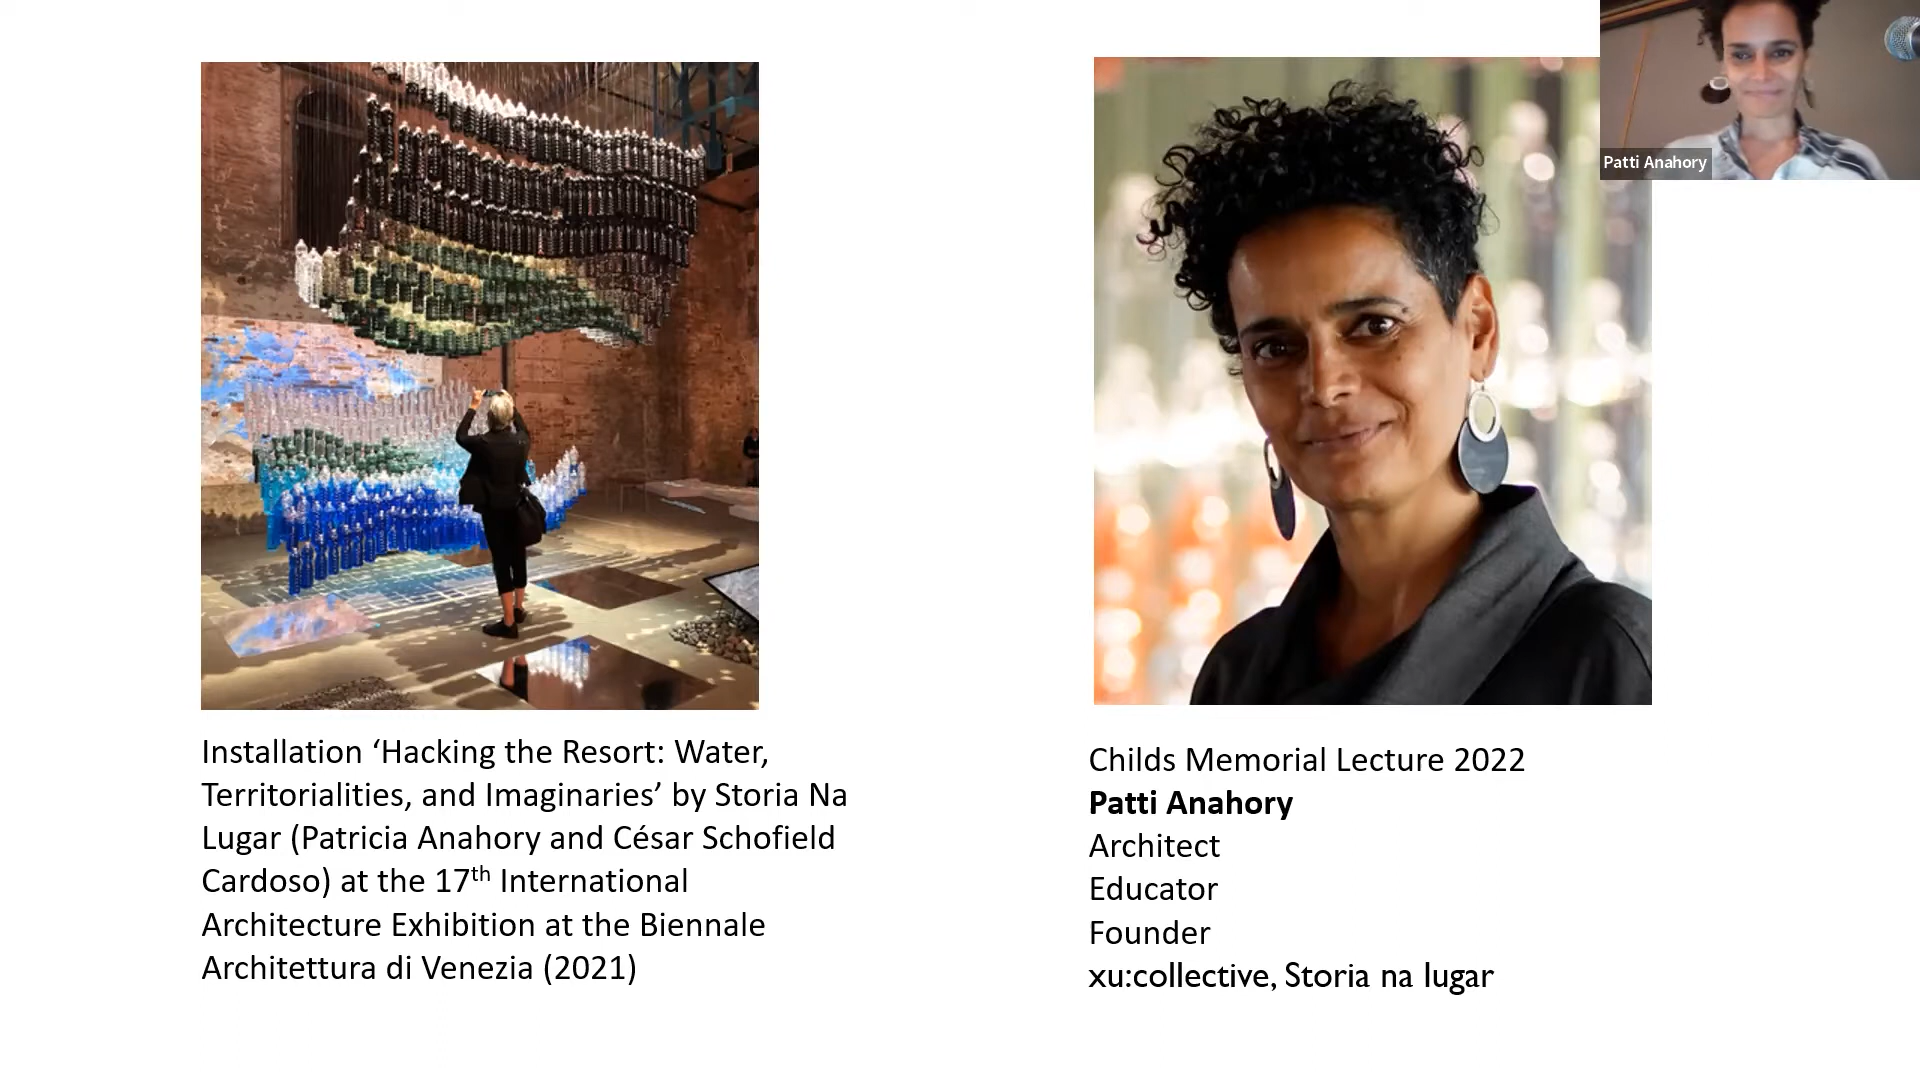 Patti Anahory
Installation ‘Hacking the Resort: Water,
Territorialities, and Imaginaries’ by Storia Na
Lugar (Patricia Anahory and César Schofield
Cardoso) at the 17th International
Architecture Exhibition at the Biennale
Architettura di Venezia (2021)
Childs Memorial Lecture 2022
Patti Anahory
Architect
Educator
Founder
xu:collective, Storia na lugar